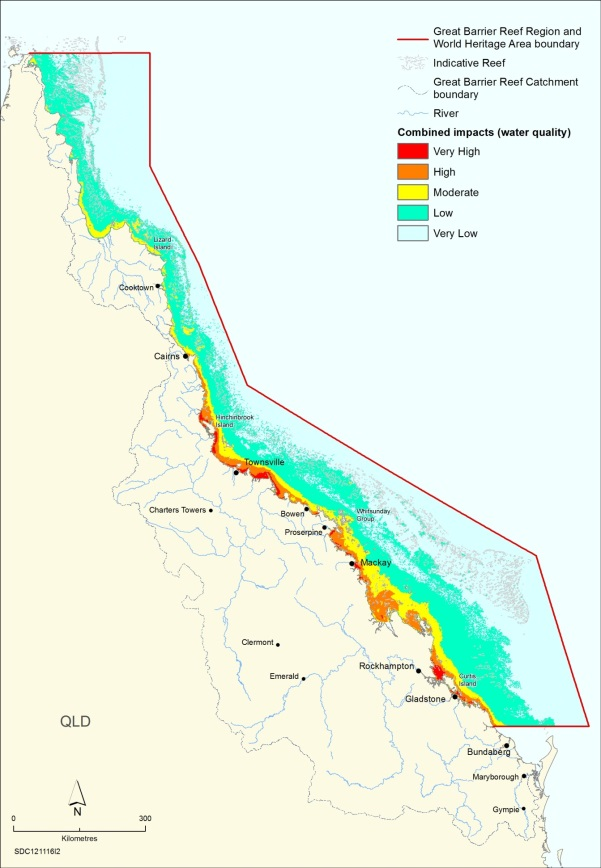 Great Barrier Reef Region and
World Heritage Area boundary
Indicative Reef
Great Barrier Reef Catchment
boundary
River
Combined impacts (water quality)
Very High
High
Moderate
Low
Very Low
Lizard
Island
Cooktown
Cairns
Hinchinbrook
Island
Townsville
Charters Towers
Bowen
Whitsunday
Group
Proserpine
Mackay
Clermont
Emerald
Rockhampton
Curtis
Island
Gladstone
QLD
Bundaberg
Maryborough
Gympie
N
0 300
Kilometres
SDC121116I2